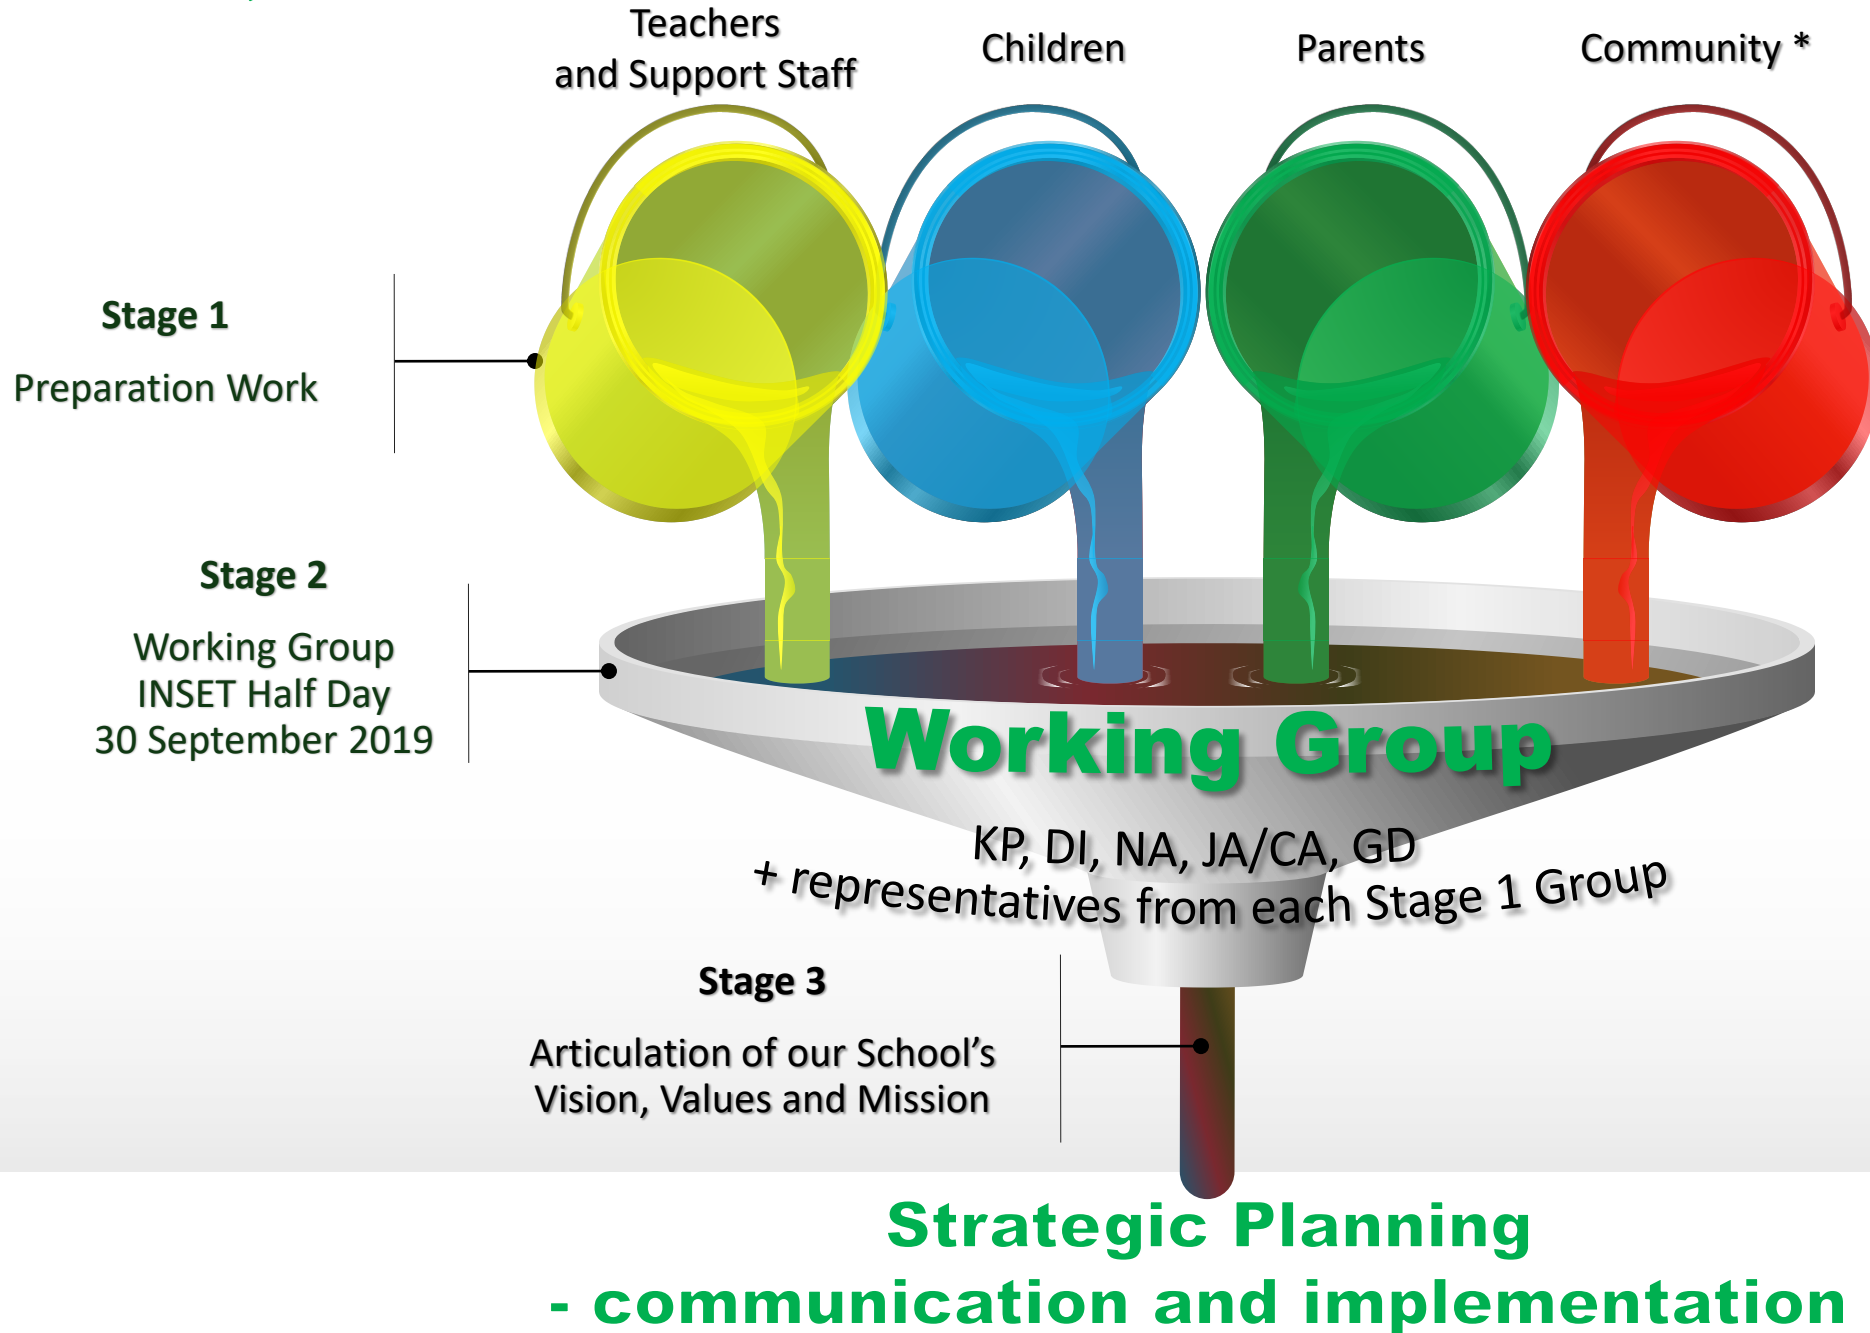 Teachers
and Support Staff
Children
Parents
Community *
Stage 1
Preparation Work
Stage 2
Working Group
INSET Half Day
30 September 2019
Working Group
KP, DI, NA, JA/CA, GD
+ representatives from each Stage 1 Group
Stage 3
Articulation of our School’s
Vision, Values and Mission
Strategic Planning
- communication and implementation